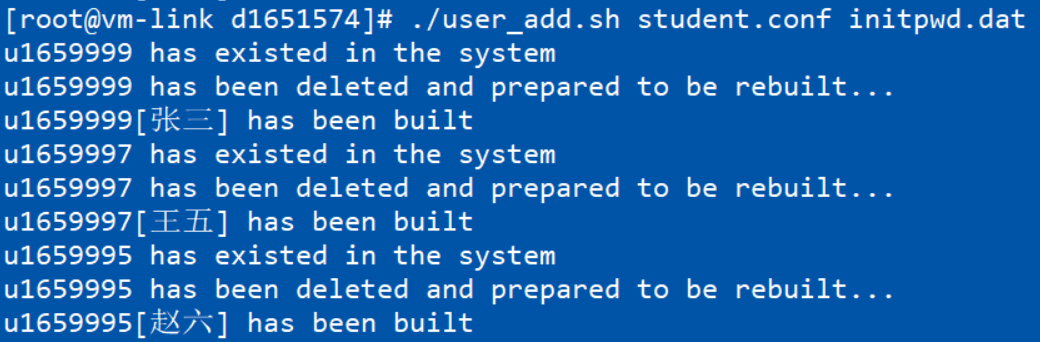 [root@vm-link d1651574]# ./user_add.sh student.conf initpwd.dat
u1659999 has existed in the system
u1659999 has been deleted and prepared to be rebuilt...
u1659999[张三] has been built
u1659997 has existed in the system
u1659997 has been deleted and prepared to be rebuilt...
u1659997[王五] has been built
u1659995 has existed in the system
u1659995 has been deleted and prepared to be rebuilt...
u1659995[赵六] has been built